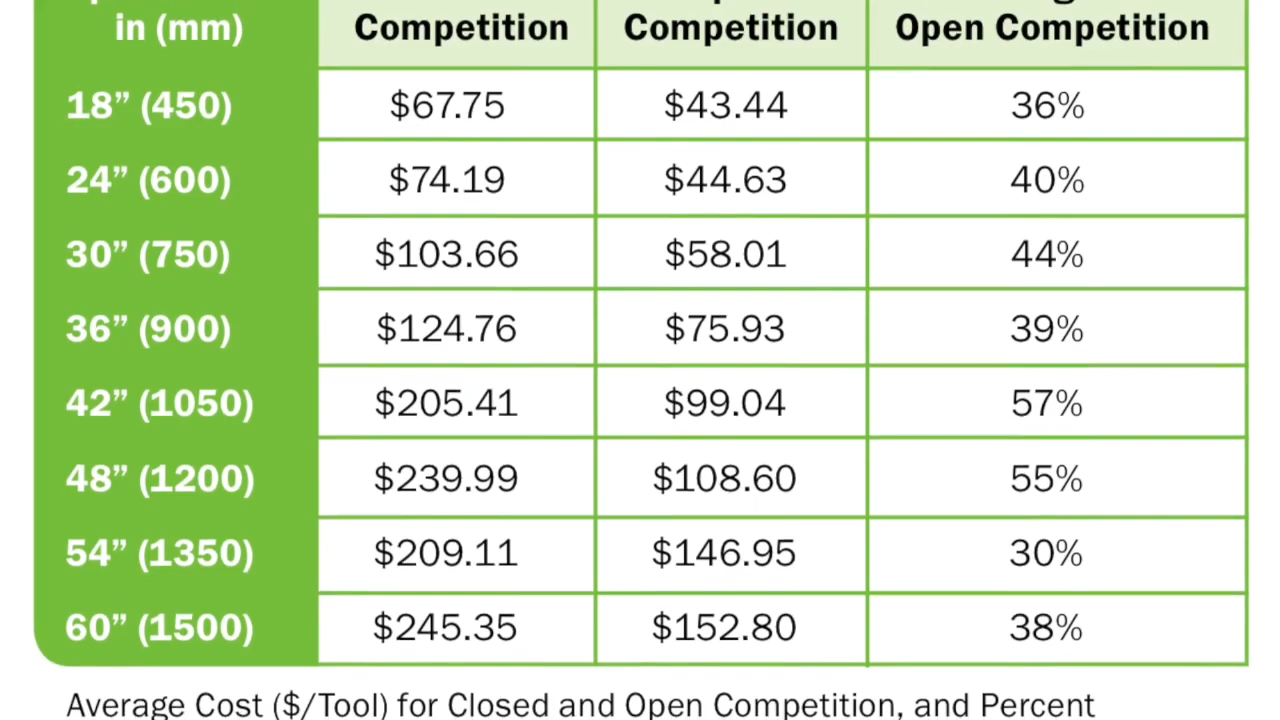 in (mm) Competition Competition Open Competition
18” (450) $67.75 $43.44 36%
24” (600) $74.19 $44.63 40%
30” (750) $103.66 $58.01 44%
36” (900) $124.76 $75.93 39%
42” (1050) $205.41 $99.04 57%
48” (1200) $239.99 $108.60 55%
54” (1350) $209.11 $146.95 30%
60” (1500) $245.35 $152.80 38%
Average Cost ($/Tool) for Closed and Open Competition, and Percent